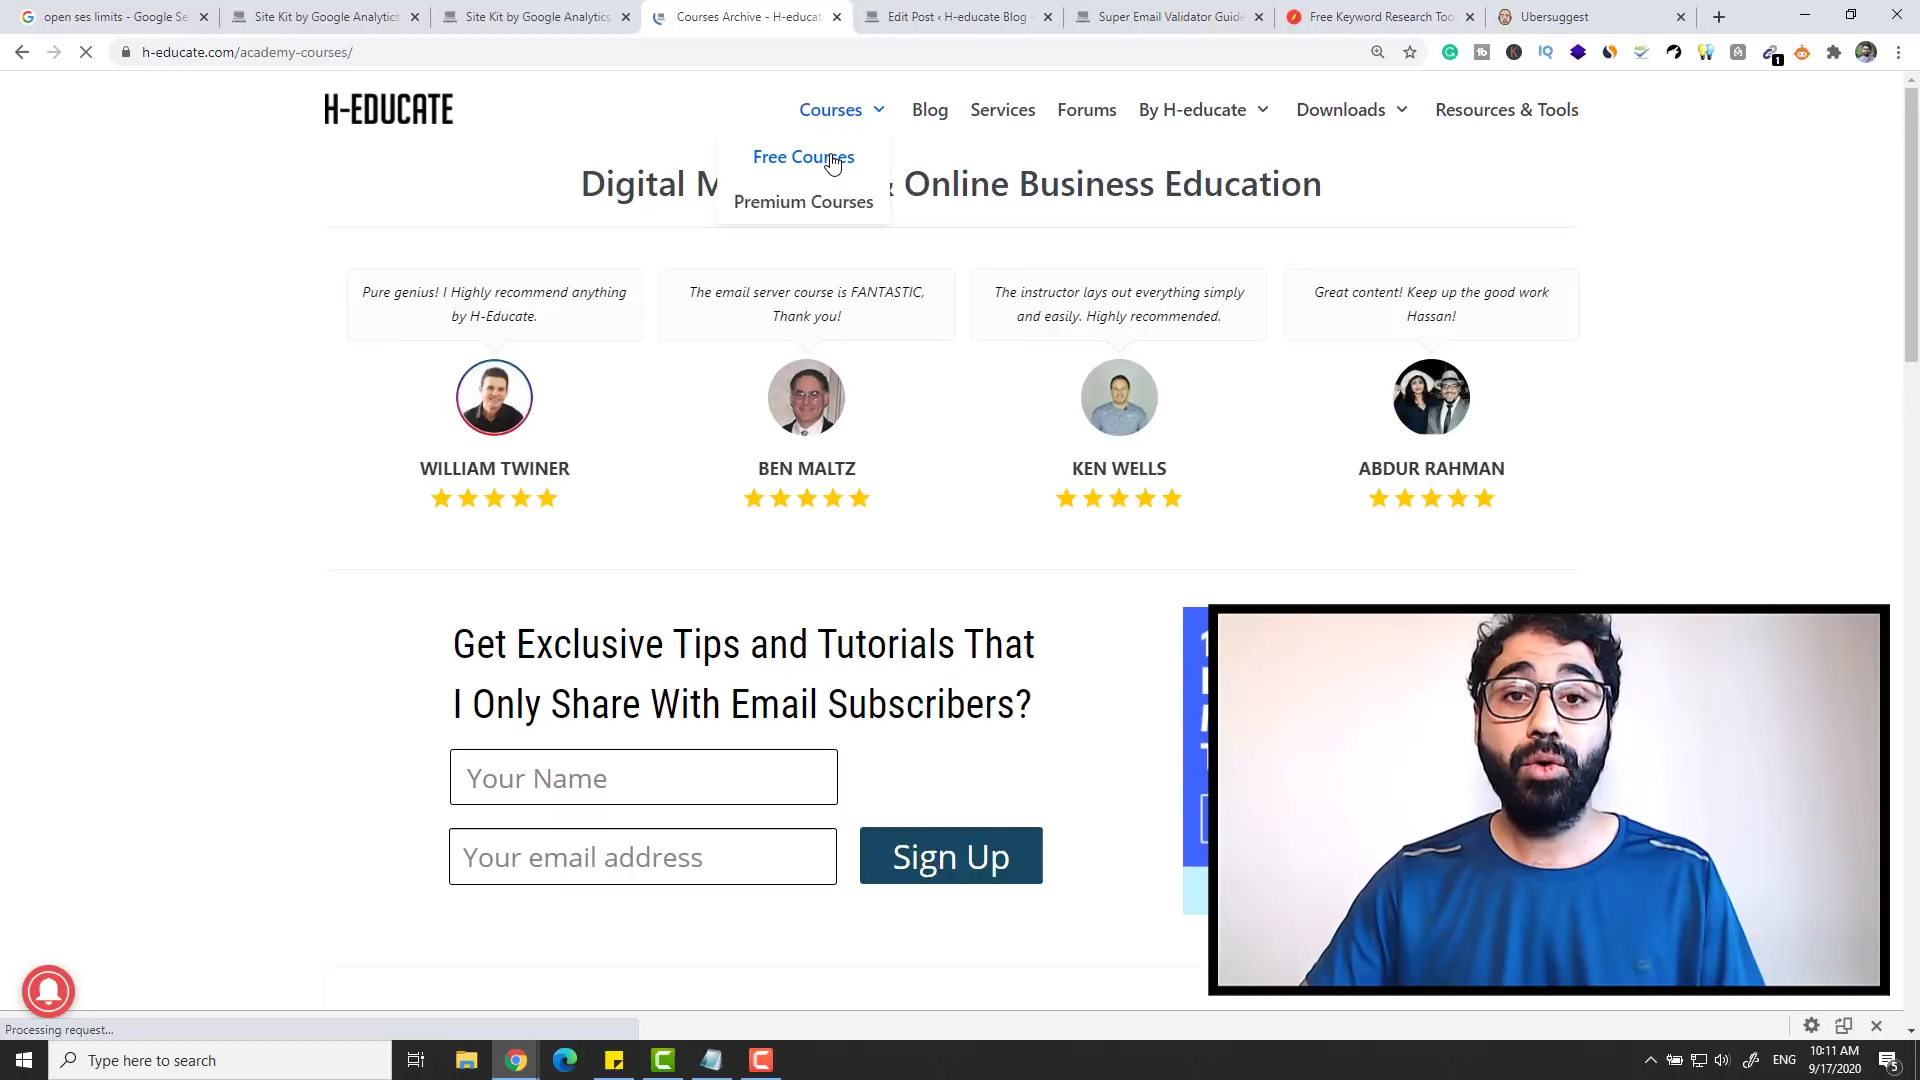 open ses limits - Google Se
Site Kit by Google Analytics
Site Kit by Google Analytics
Courses Archive - H-educat
Edit Post ‹ H-educate Blog -
Super Email Validator Guide
Free Keyword Research Too
Ubersuggest
h-educate.com/academy-courses/
1
H-EDUCATE
Courses
Blog
Services
Forums
By H-educate
Downloads
Resources & Tools
Free Courses
Premium Courses
Digital M & Online Business Education
Pure genius! I Highly recommend anything
by H-Educate.
WILLIAM TWINER
The email server course is FANTASTIC,
Thank you!
BEN MALTZ
The instructor lays out everything simply
and easily. Highly recommended.
KEN WELLS
Great content! Keep up the good work
Hassan!
ABDUR RAHMAN
Get Exclusive Tips and Tutorials That
I Only Share With Email Subscribers?
Your Name
Your email address
Sign Up
Processing request...
Type here to search
ENG
10:11 AM
9/17/2020
5